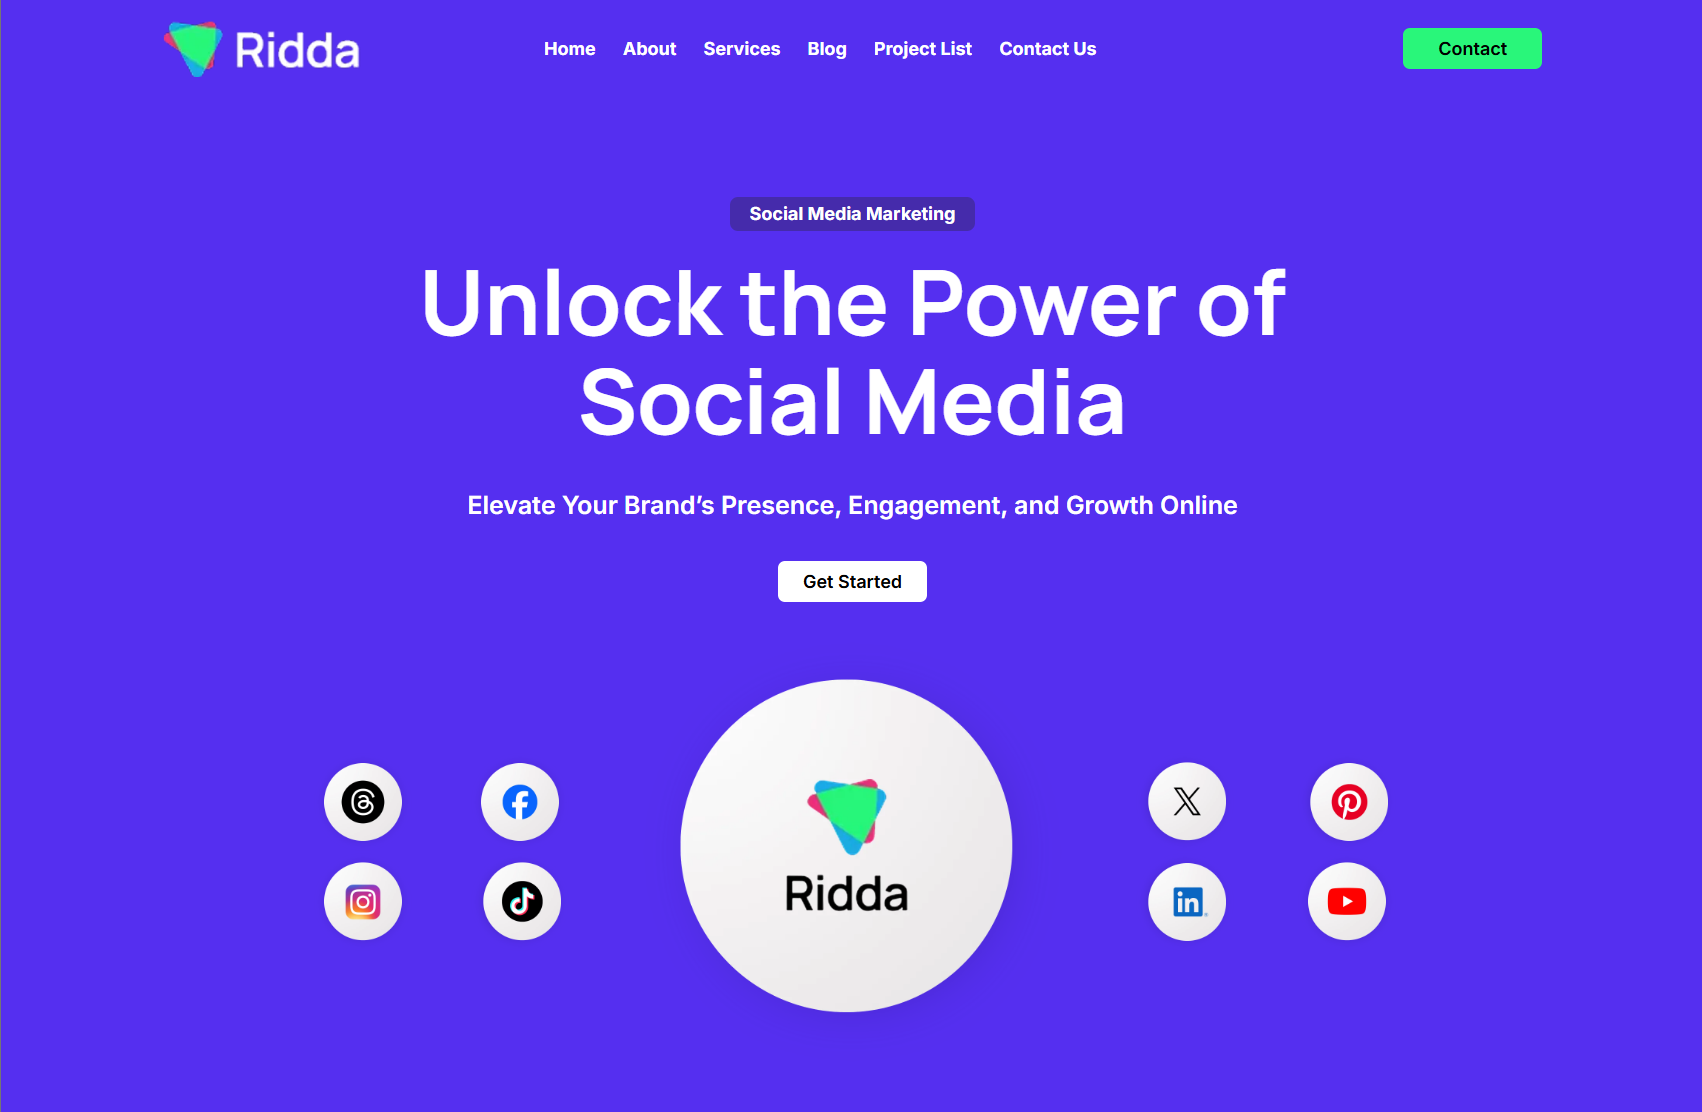 Ridda
Home About Services Blog Project List Contact Us
Contact
Social Media Marketing
Unlock the Power of
Social Media
Elevate Your Brand’s Presence, Engagement, and Growth Online
Get Started
Ridda